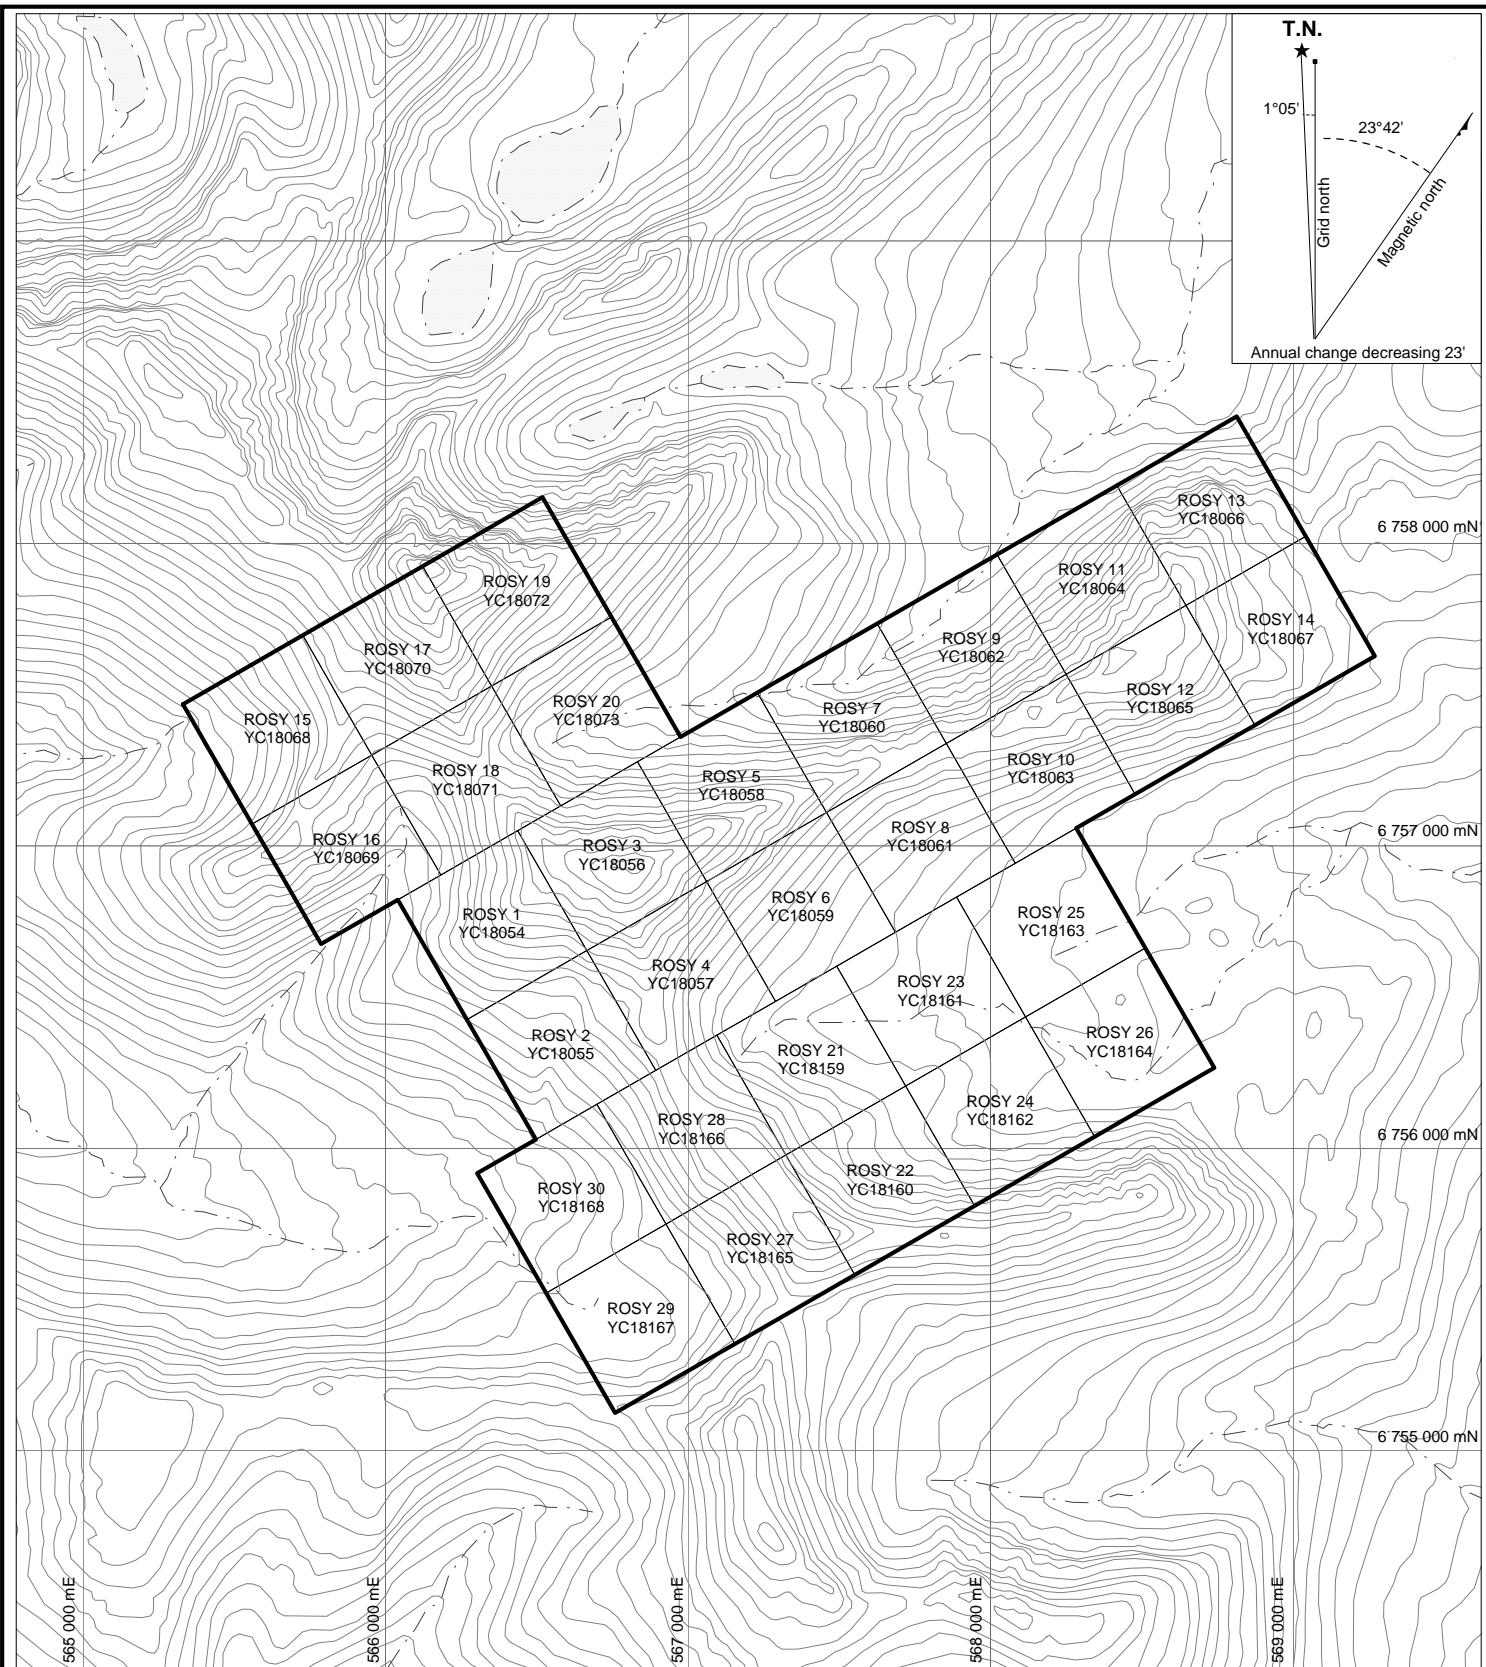 T.N.
1°05'
23°42'
Grid north
Magnetic north
Annual change decreasing 23'
ROSY 13
YC18066
6 758 000 mN
ROSY 11
YC18064
ROSY 19
YC18072
ROSY 14
YC18067
ROSY 9
YC18062
ROSY 17
YC18070
ROSY 12
YC18065
ROSY 20
YC18073
ROSY 7
YC18060
ROSY 15
YC18068
ROSY 10
YC18063
ROSY 18
YC18071
ROSY 5
YC18058
ROSY 8
YC18061
6 757 000 mN
ROSY 16
YC18069
ROSY 3
YC18056
ROSY 6
YC18059
ROSY 1
YC18054
ROSY 25
YC18163
ROSY 4
YC18057
ROSY 23
YC18161
ROSY 2
YC18055
ROSY 26
YC18164
ROSY 21
YC18159
ROSY 24
YC18162
ROSY 28
YC18166
6 756 000 mN
ROSY 22
YC18160
ROSY 30
YC18168
ROSY 27
YC18165
ROSY 29
YC18167
6 755 000 mN
565 000 mE
566 000 mE
567 000 mE
568 000 mE
569 000 mE